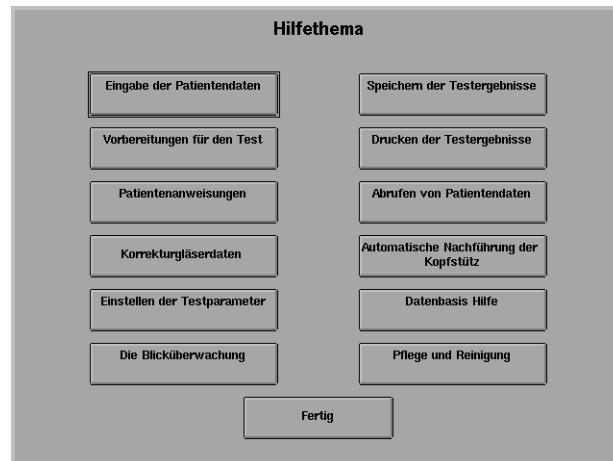 Hilfethema
Eingabe der Patientendaten
Speichern der Testergebnisse
Vorbereitungen für den Test
Drucken der Testergebnisse
Patientenanweisungen
Abrufen von Patientendaten
Korrekturgläserdaten
Automatische Nachführung der
Kopfstütz
Einstellen der Testparameter
Datenbasis Hilfe
Die Blicküberwachung
Pflege und Reinigung
Fertig